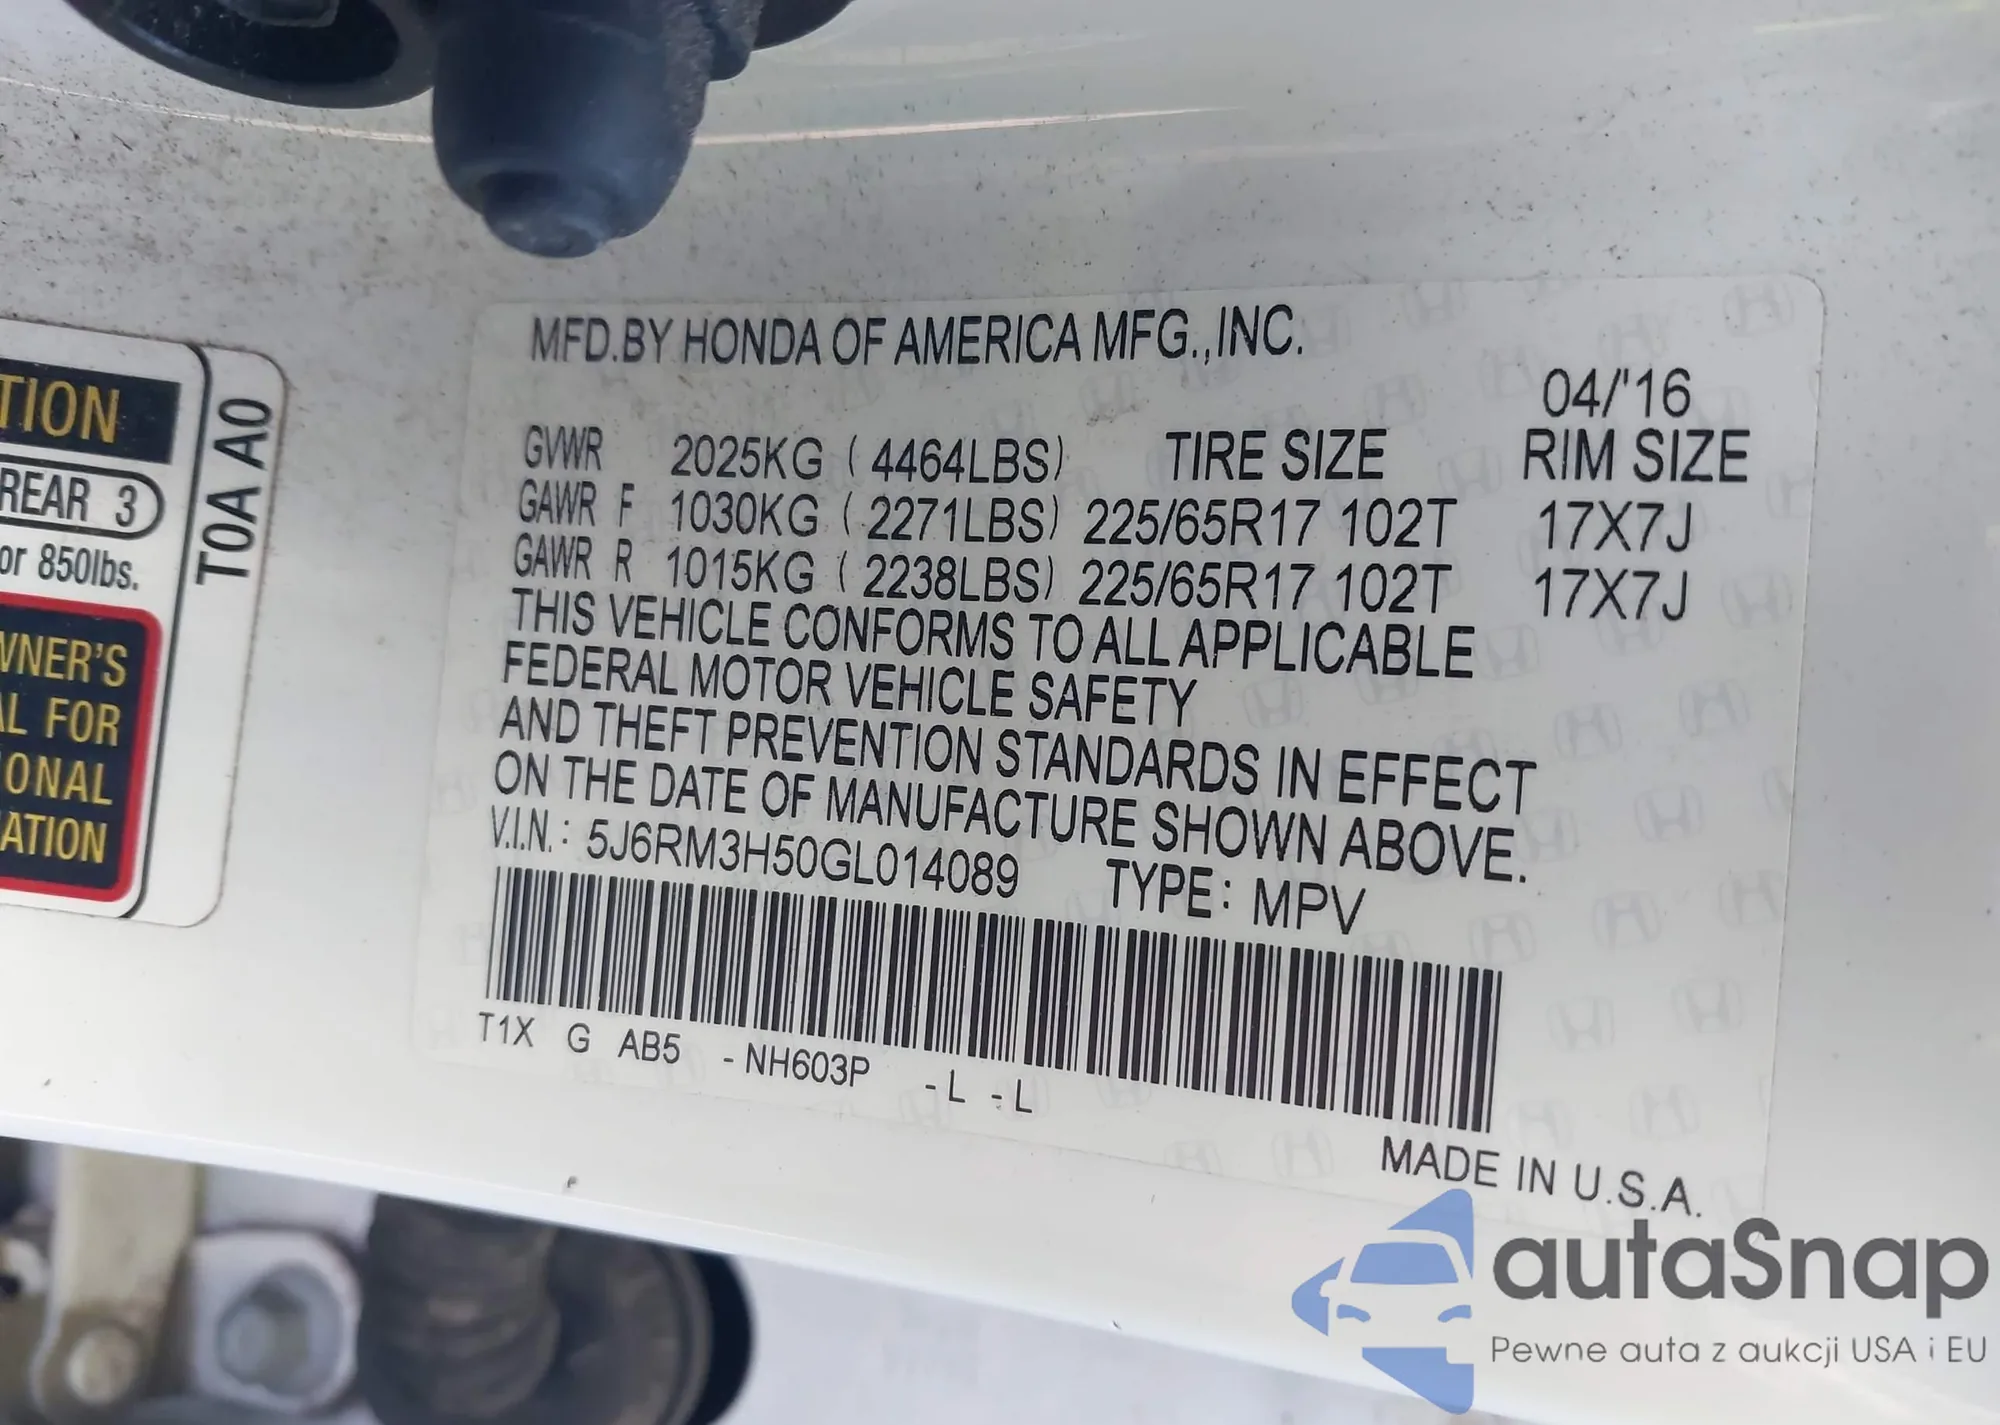 TION
REAR 3
or 850lbs.
WNER'S
AL FOR
IONAL
ATION
T0A A0
MFD.BY HONDA OF AMERICA MFG.,INC.
04/'16
GVWR 2025KG ( 4464LBS) TIRE SIZE RIM SIZE
GAWR F 1030KG ( 2271LBS) 225/65R17 102T 17X7J
GAWR R 1015KG ( 2238LBS) 225/65R17 102T 17X7J
THIS VEHICLE CONFORMS TO ALL APPLICABLE
FEDERAL MOTOR VEHICLE SAFETY
AND THEFT PREVENTION STANDARDS IN EFFECT
ON THE DATE OF MANUFACTURE SHOWN ABOVE.
V.I.N.: 5J6RM3H50GL014089 TYPE: MPV
T1X G AB5 -NH603P -L -L
MADE IN U.S.A.
autaSnap
Pewne auta z aukcji USA i EU